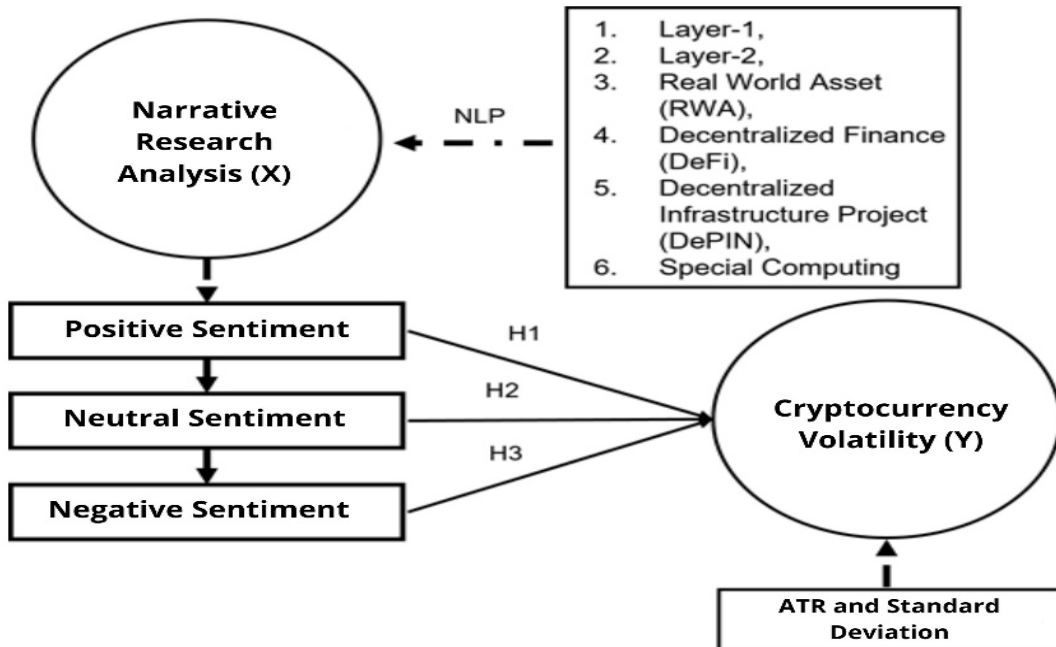 Narrative
Research
Analysis (X)
NLP
1. Layer-1,
2. Layer-2,
3. Real World Asset
(RWA),
4. Decentralized Finance
(DeFi),
5. Decentralized
Infrastructure Project
(DePIN),
6. Special Computing
Positive Sentiment
Neutral Sentiment
Negative Sentiment
H1
H2
H3
Cryptocurrency
Volatility (Y)
ATR and Standard
Deviation